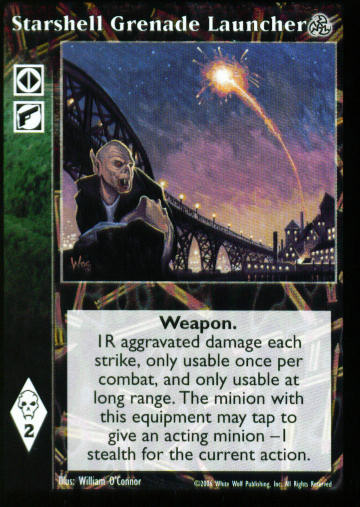 Starshell Grenade Launcher
Weapon.
1R aggravated damage each
strike, only usable once per
combat, and only usable at
long range. The minion with
this equipment may tap to
give an acting minion –1
stealth for the current action.
2
Illus: William O'Connor
©2006 White Wolf Publishing, Inc. All Rights Reserved